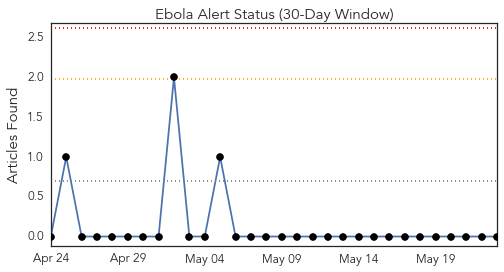 Ebola Alert Status (30-Day Window)
Articles Found
2.5
2.0
1.5
1.0
0.5
0.0
Apr 24
Apr 29
May 04
May 09
May 14
May 19